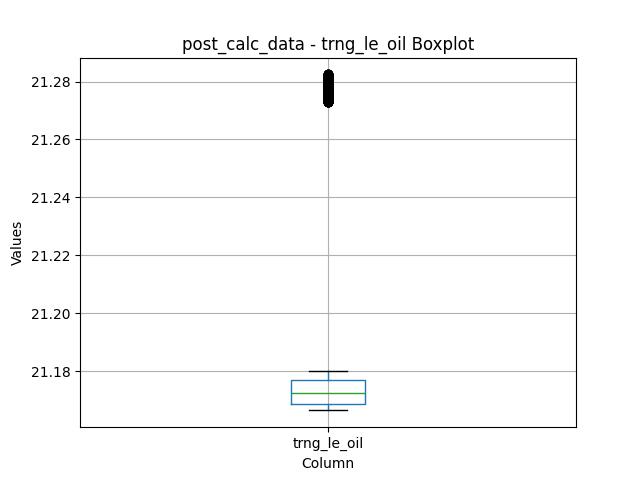 post_calc_data - trng_le_oil Boxplot
21.28
21.26
21.24
21.22
21.20
21.18
Values
trng_le_oil
Column